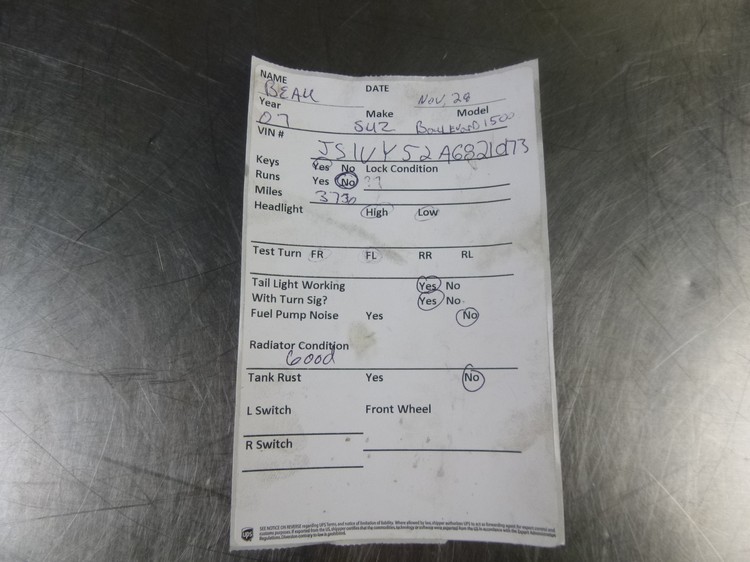 NAME BEAU DATE Nov, 28
Year 07 Make SUZ Model Boulevard 1500
VIN # JS1VY52A6821
Keys Yes No Lock Condition
Runs Yes No ??
Miles
Headlight High Low
Test Turn FR FL RR RL
Tail Light Working Yes No
With Turn Sig? Yes No
Fuel Pump Noise Yes No
Radiator Condition
Good
Tank Rust Yes No
L Switch Front Wheel
R Switch
ups